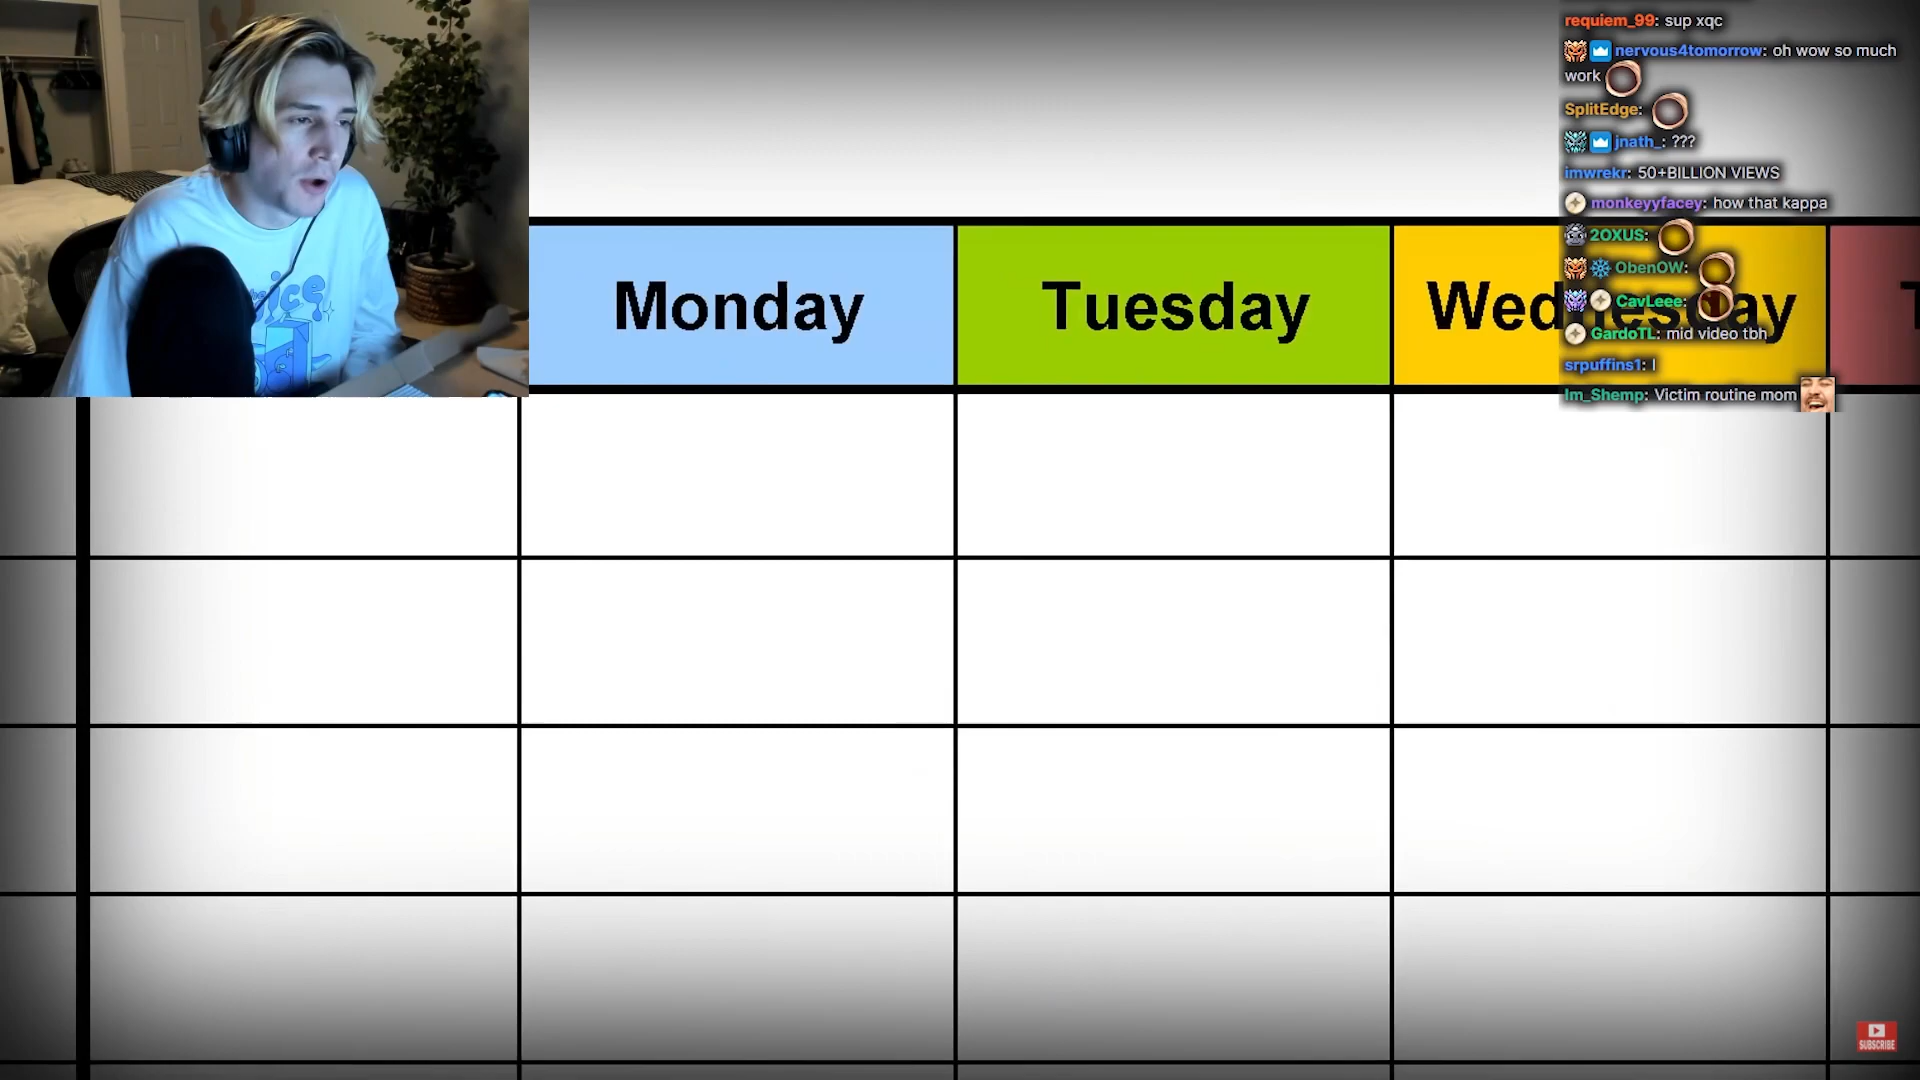 requiem_99: sup xqc
nervous4tomorrow: oh wow so much
work
SplitEdge:
jnath_: ???
imwrekr: 50+BILLION VIEWS
monkeyyfacey: how that kappa
2OXUS:
ObenOW:
CavLeee:
GardoTL: mid video tbh
srpuffins1: I
Im_Shemp: Victim routine mom
Monday Tuesday Wednesday T
SUBSCRIBE